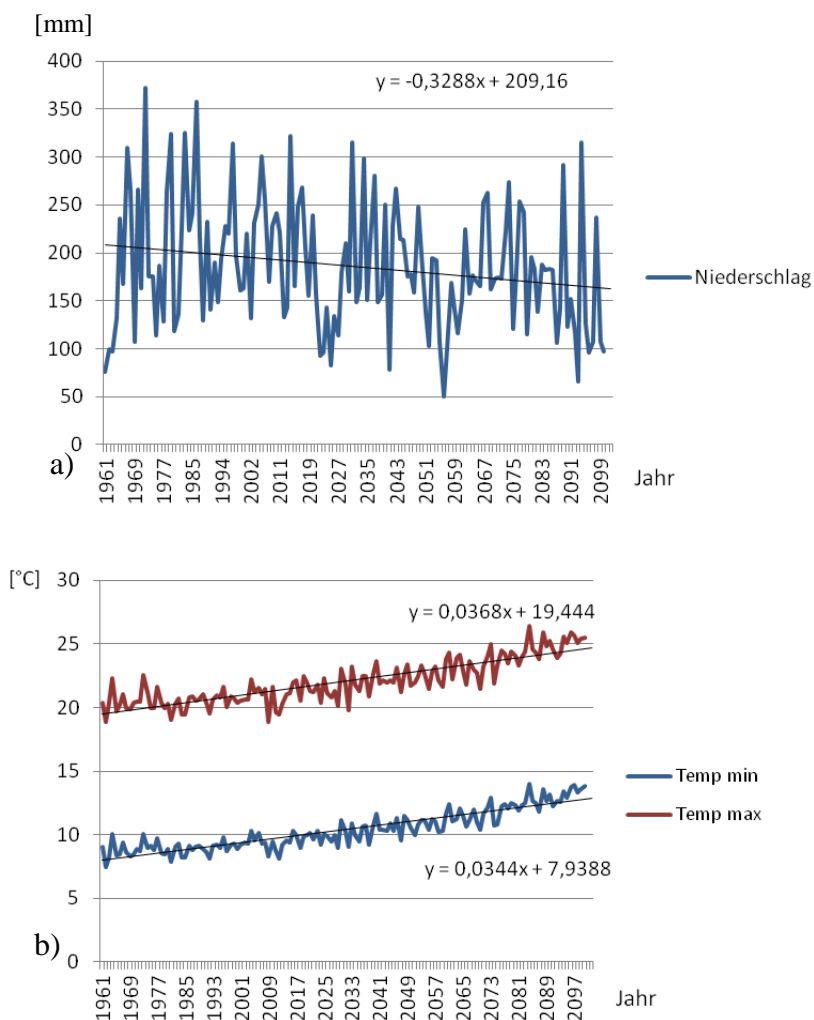 [mm]
400
y = -0,3288x + 209,16
350
300
250
200
Niederschlag
150
100
50
0
a)
1961 1969 1977 1985 1994 2002 2011 2019 2027 2035 2043 2051 2059 2067 2075 2083 2091 2099
Jahr
[°C]
30
y = 0,0368x + 19,444
25
20
15
Temp min
Temp max
10
y = 0,0344x + 7,9388
5
b)
0
1961 1969 1977 1985 1993 2001 2009 2017 2025 2033 2041 2049 2057 2065 2073 2081 2089 2097
Jahr